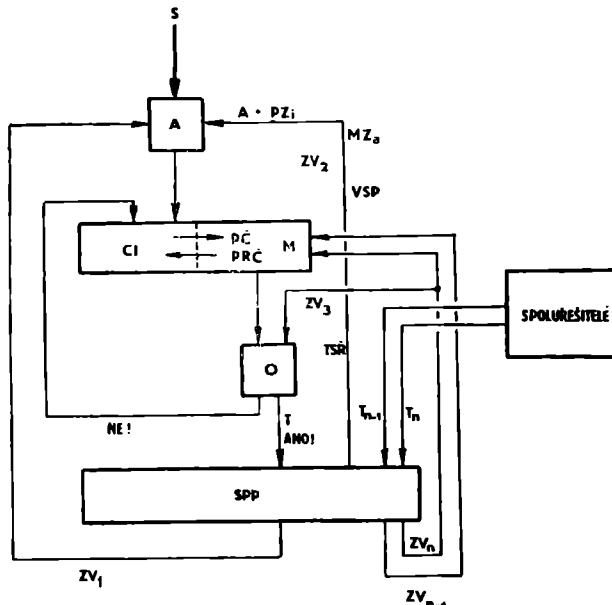 S
A · PZi
A
MZa
ZV2
VSP
CI
PČ
PRČ
M
ZV3
SPOLUŘEŠITELÉ
TSŘ
O
Tn-1
Tn
T
NE!
ANO!
SPP
ZVn
ZV1
ZVn-1